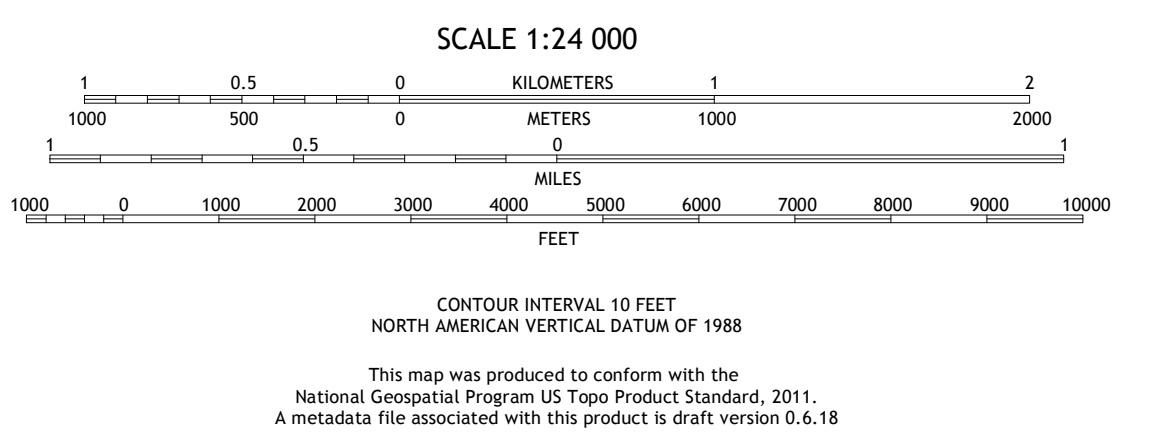 SCALE 1:24 000
1 0.5 0 KILOMETERS 1 2
1000 500 0 METERS 1000 2000
1 0.5 0 1
MILES
1000 0 1000 2000 3000 4000 5000 6000 7000 8000 9000 10000
FEET
CONTOUR INTERVAL 10 FEET
NORTH AMERICAN VERTICAL DATUM OF 1988
This map was produced to conform with the
National Geospatial Program US Topo Product Standard, 2011.
A metadata file associated with this product is draft version 0.6.18